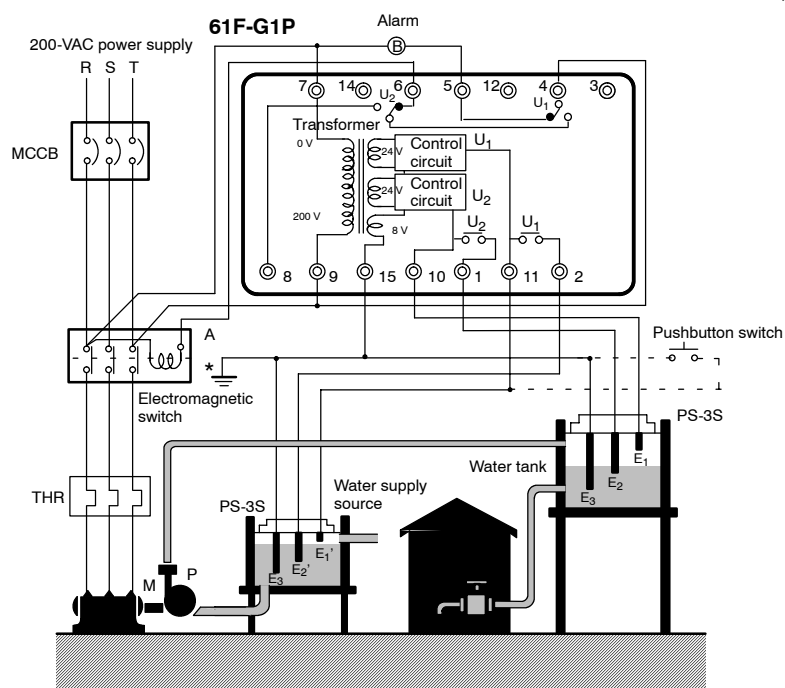 61F-G1P
Alarm
B
200-VAC power supply
R S T
7 14 6 5 12 4 3
U2
U1
MCCB
Transformer
0 V
24 V
Control circuit
U1
24 V
Control circuit
U2
200 V
8 V
U2
U1
8 9 15 10 1 11 2
A
Pushbutton switch
*
Electromagnetic
switch
PS-3S
E1
Water tank
E2
E3
THR
PS-3S
Water supply
source
E1'
E2'
E3
M P